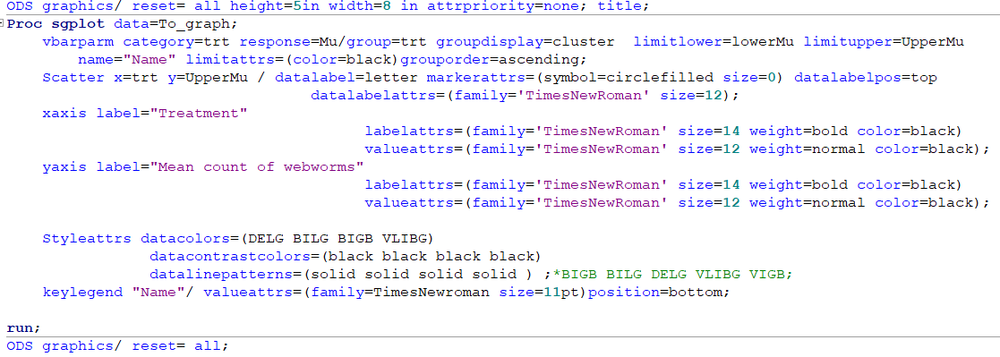 ODS graphics/ reset= all height=5in width=8 in attrpriority=none; title;
Proc sgplot data=To_graph;
vbarparm category=trt response=Mu/group=trt groupdisplay=cluster  limitlower=lowerMu limitupper=UpperMu
name="Name" limitattrs=(color=black)grouporder=ascending;
Scatter x=trt y=UpperMu / datalabel=letter markerattrs=(symbol=circlefilled size=0) datalabelpos=top
datalabelattrs=(family='TimesNewRoman' size=12);
xaxis label="Treatment"
labelattrs=(family='TimesNewRoman' size=14 weight=bold color=black)
valueattrs=(family='TimesNewRoman' size=12 weight=normal color=black);
yaxis label="Mean count of webworms"
labelattrs=(family='TimesNewRoman' size=14 weight=bold color=black)
valueattrs=(family='TimesNewRoman' size=12 weight=normal color=black);
Styleattrs datacolors=(DELG BILG BIGB VLIBG)
datacontrastcolors=(black black black black)
datalinepatterns=(solid solid solid solid ) ;*BIGB BILG DELG VLIBG VIGB;
keylegend "Name"/ valueattrs=(family=TimesNewroman size=11pt)position=bottom;
run;
ODS graphics/ reset= all;